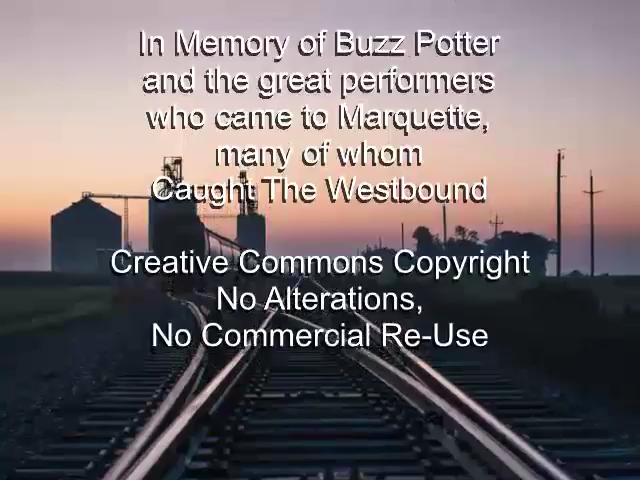 In Memory of Buzz Potter
and the great performers
who came to Marquette,
many of whom
Caught The Westbound
Creative Commons Copyright
No Alterations,
No Commercial Re-Use